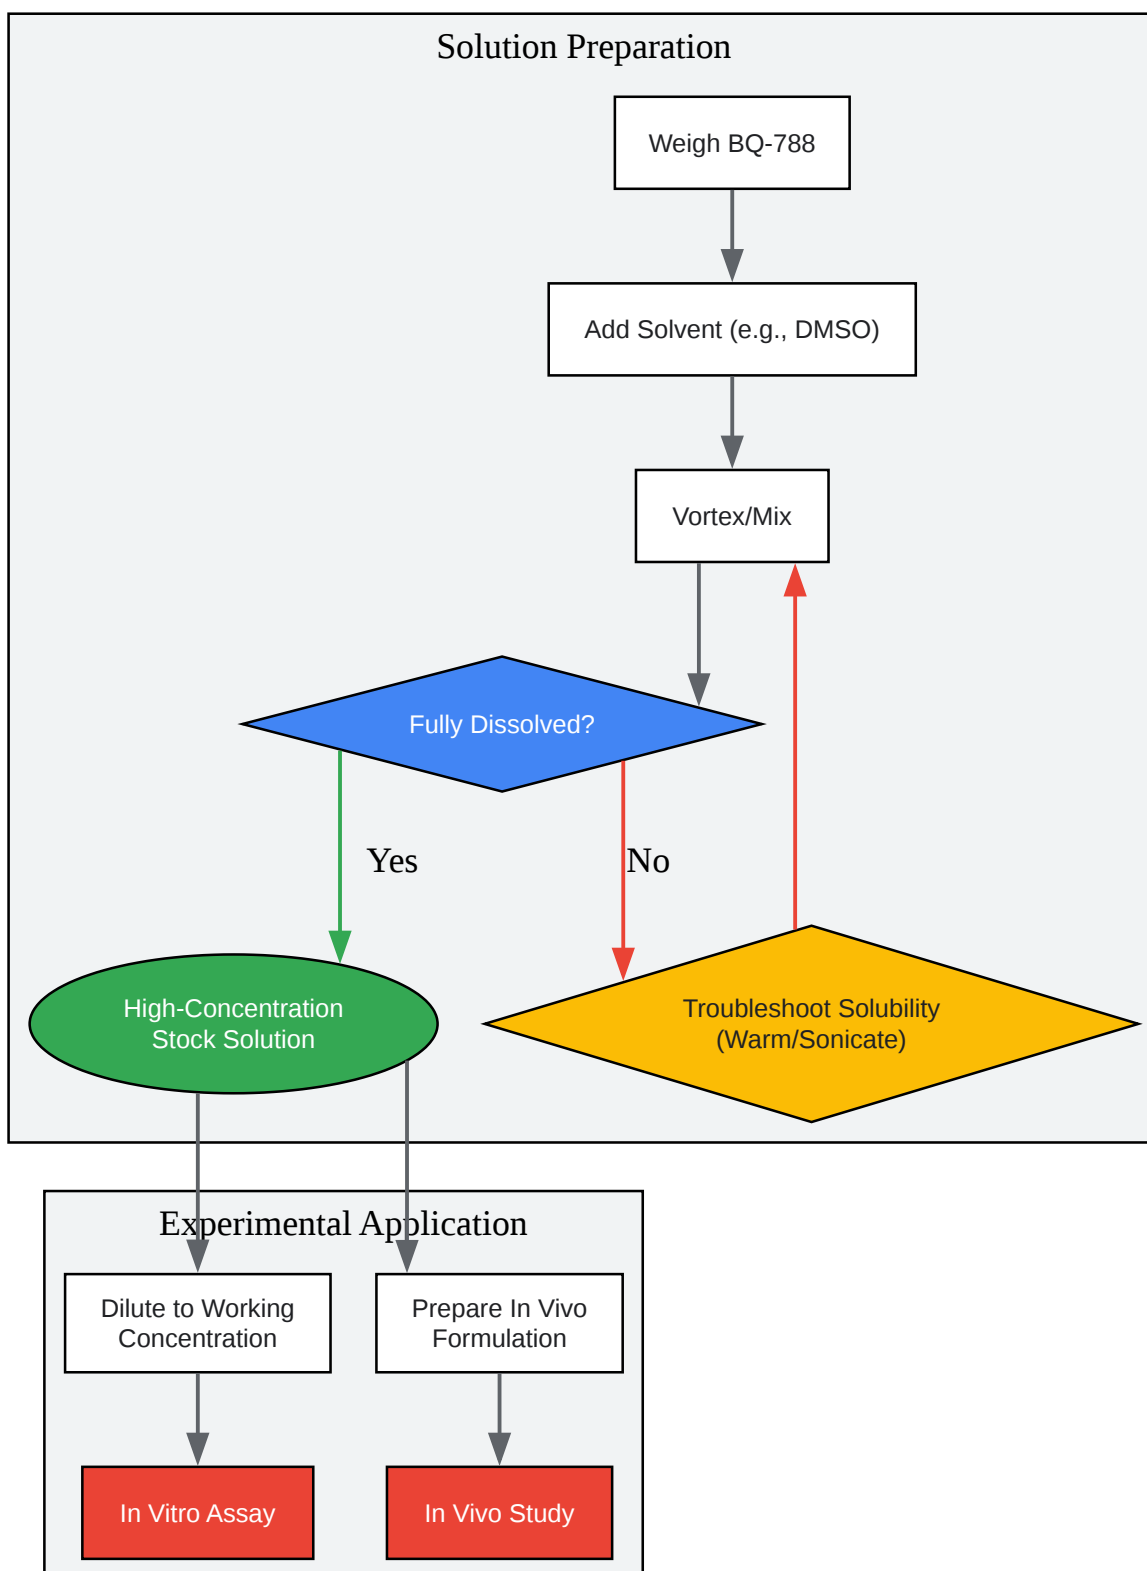 Solution Preparation
Weigh BQ-788
Add Solvent (e.g., DMSO)
Vortex/Mix
Fully Dissolved?
Yes
No
High-Concentration
Stock Solution
Troubleshoot Solubility
(Warm/Sonicate)
Experimental Application
Dilute to Working
Concentration
Prepare In Vivo
Formulation
In Vitro Assay
In Vivo Study